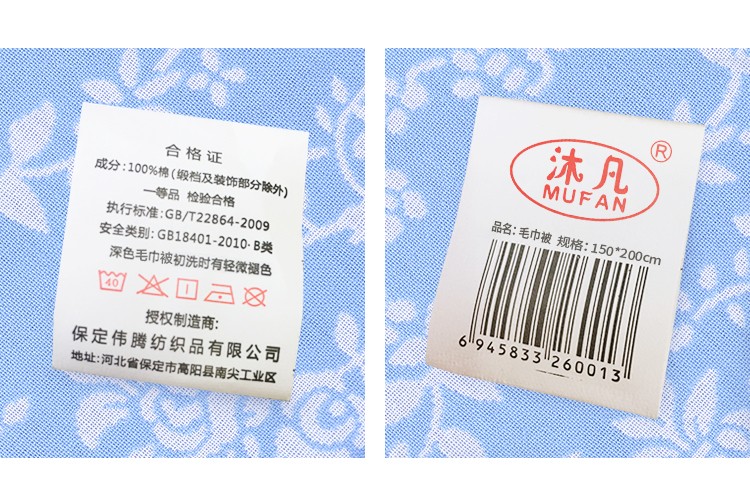 合格证
成分:100%棉(缎档及装饰部分除外)
一等品 检验合格
执行标准:GB/T22864-2009
安全类别:GB18401-2010·B类
深色毛巾被初洗时有轻微褪色
40
授权制造商:
保定伟腾纺织品有限公司
地址:河北省保定市高阳县南尖工业区
®
沐凡
MUFAN
品名:毛巾被 规格:150*200cm
6 945833 260013